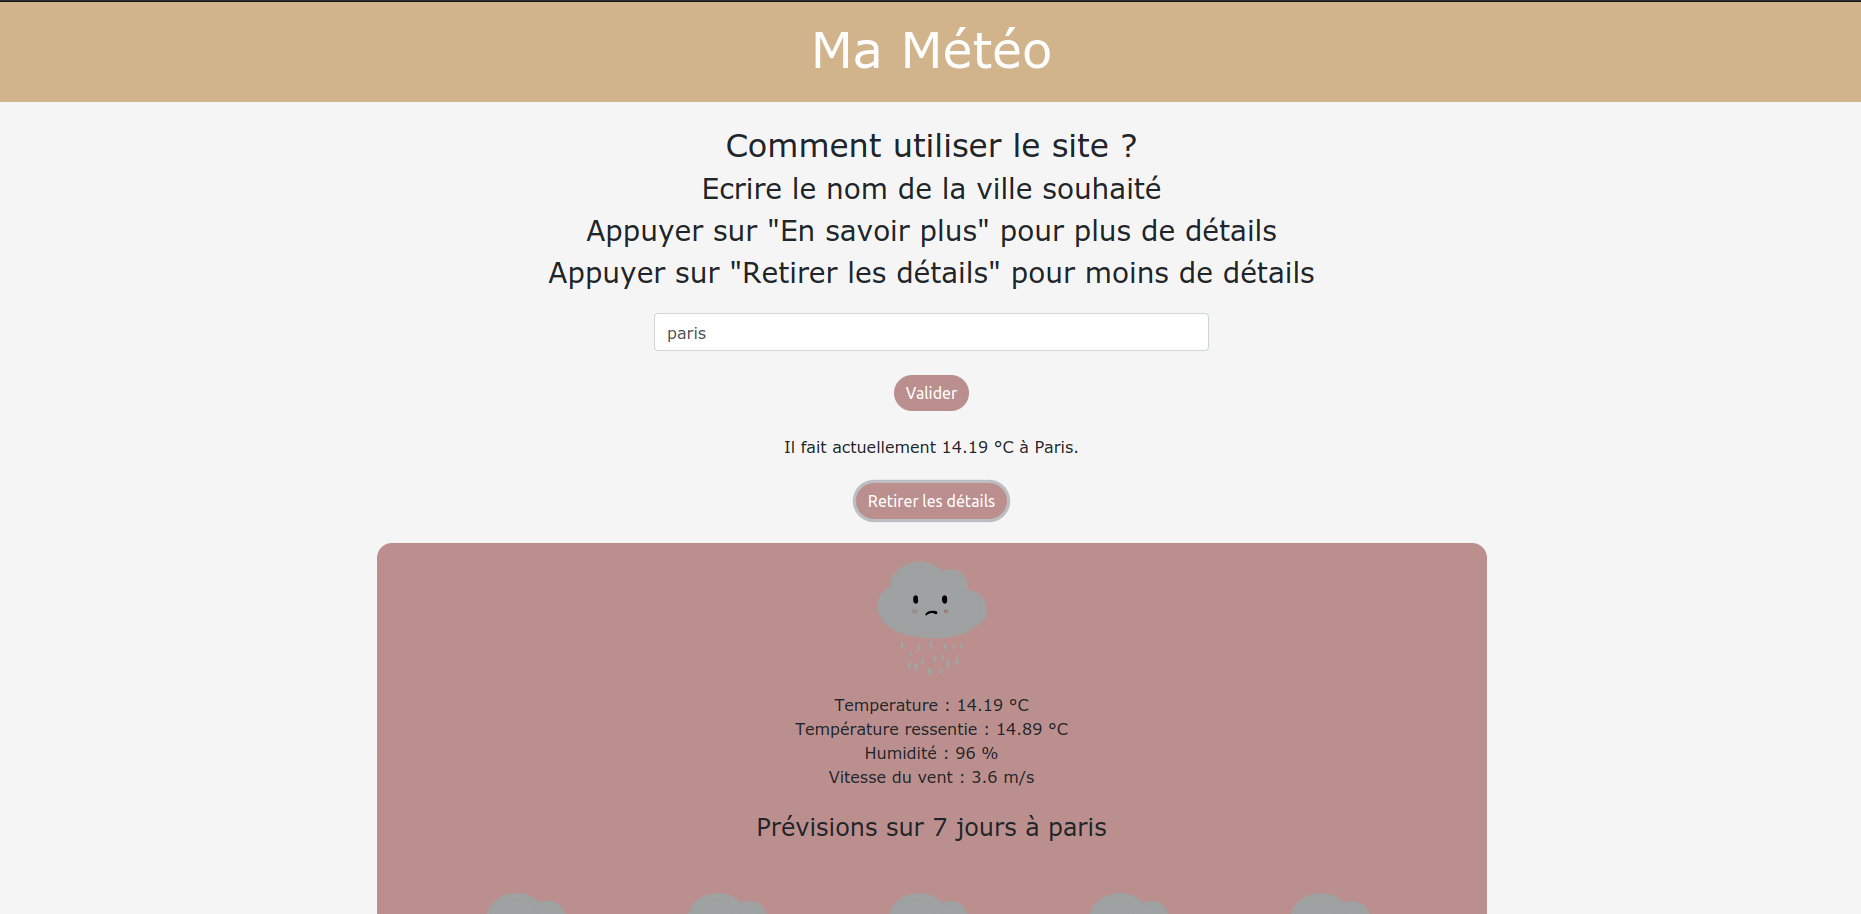 Ma Météo
Comment utiliser le site ?
Ecrire le nom de la ville souhaité
Appuyer sur "En savoir plus" pour plus de détails
Appuyer sur "Retirer les détails" pour moins de détails
paris
Valider
Il fait actuellement 14.19 °C à Paris.
Retirer les détails
Temperature : 14.19 °C
Température ressentie : 14.89 °C
Humidité : 96 %
Vitesse du vent : 3.6 m/s
Prévisions sur 7 jours à paris